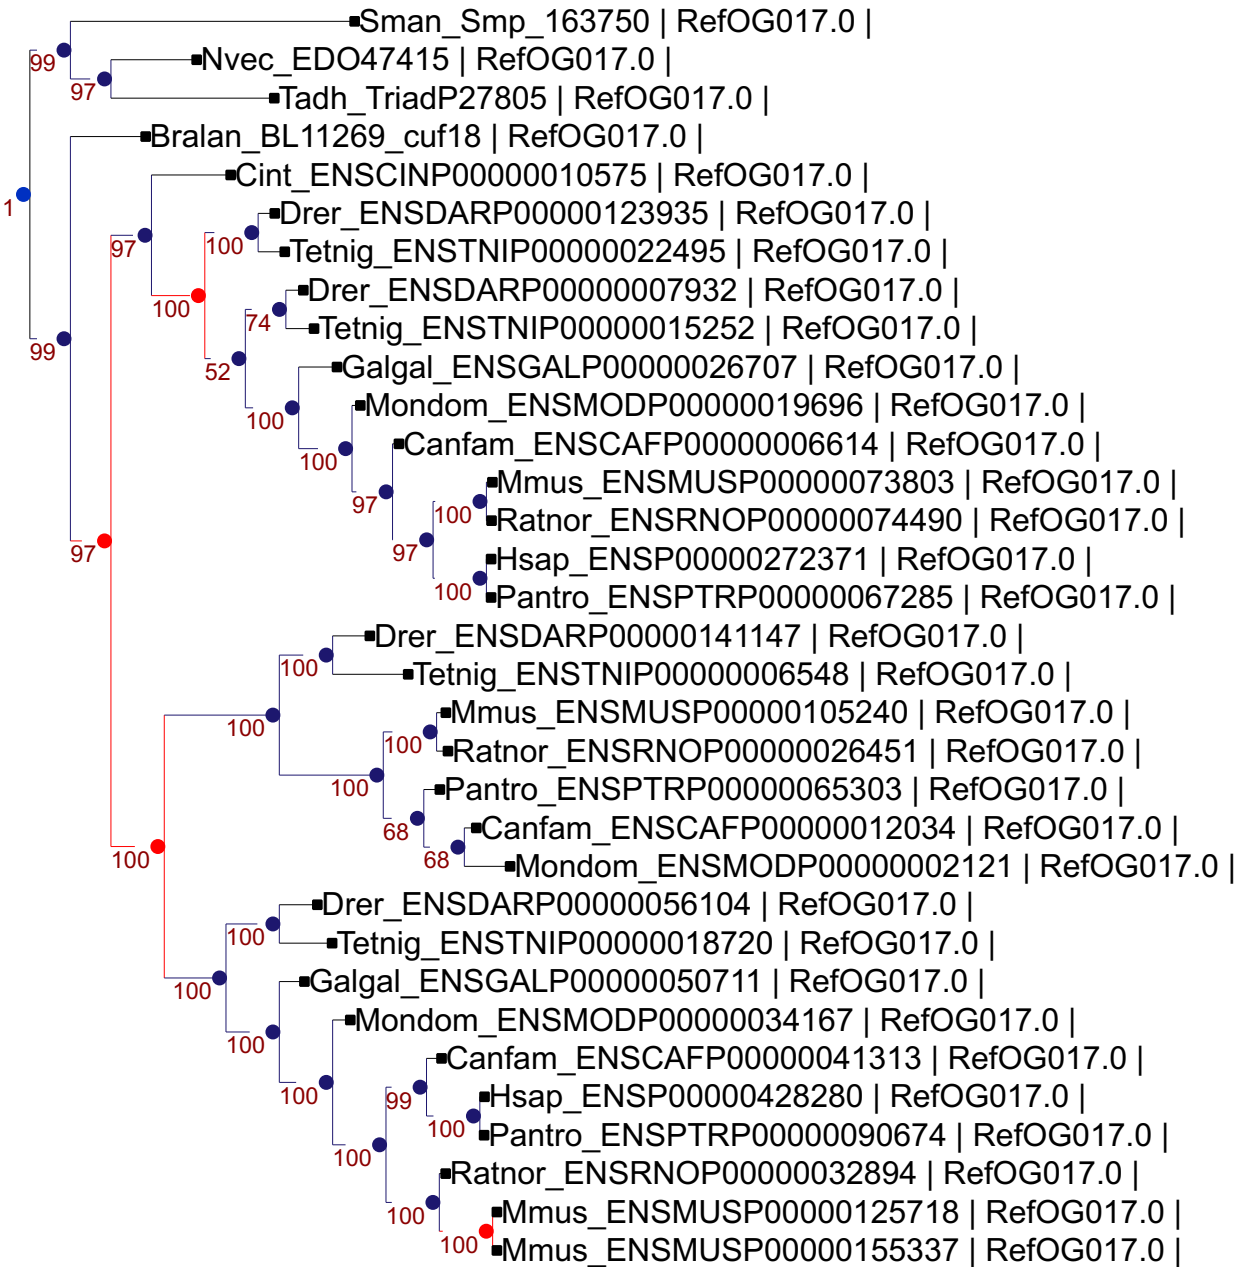 Sman_Smp_163750 | RefOG017.0 |
99
Nvec_EDO47415 | RefOG017.0 |
97
Tadh_TriadP27805 | RefOG017.0 |
Bralan_BL11269_cuf18 | RefOG017.0 |
Cint_ENSCINP00000010575 | RefOG017.0 |
1
Drer_ENSDARP00000123935 | RefOG017.0 |
97
100
Tetnig_ENSTNIP00000022495 | RefOG017.0 |
Drer_ENSDARP00000007932 | RefOG017.0 |
100
74
Tetnig_ENSTNIP00000015252 | RefOG017.0 |
99
Galgal_ENSGALP00000026707 | RefOG017.0 |
52
Mondom_ENSMODP00000019696 | RefOG017.0 |
100
Canfam_ENSCAFP00000006614 | RefOG017.0 |
100
Mmus_ENSMUSP00000073803 | RefOG017.0 |
97
100
Ratnor_ENSRNOP00000074490 | RefOG017.0 |
97
97
Hsap_ENSP00000272371 | RefOG017.0 |
100
Pantro_ENSPTRP00000067285 | RefOG017.0 |
Drer_ENSDARP00000141147 | RefOG017.0 |
100
Tetnig_ENSTNIP00000006548 | RefOG017.0 |
Mmus_ENSMUSP00000105240 | RefOG017.0 |
100
100
Ratnor_ENSRNOP00000026451 | RefOG017.0 |
100
Pantro_ENSPTRP00000065303 | RefOG017.0 |
68
Canfam_ENSCAFP00000012034 | RefOG017.0 |
100
68
Mondom_ENSMODP00000002121 | RefOG017.0 |
Drer_ENSDARP00000056104 | RefOG017.0 |
100
Tetnig_ENSTNIP00000018720 | RefOG017.0 |
Galgal_ENSGALP00000050711 | RefOG017.0 |
100
Mondom_ENSMODP00000034167 | RefOG017.0 |
100
Canfam_ENSCAFP00000041313 | RefOG017.0 |
100
99
Hsap_ENSP00000428280 | RefOG017.0 |
100
Pantro_ENSPTRP00000090674 | RefOG017.0 |
100
Ratnor_ENSRNOP00000032894 | RefOG017.0 |
100
Mmus_ENSMUSP00000125718 | RefOG017.0 |
100
Mmus_ENSMUSP00000155337 | RefOG017.0 |